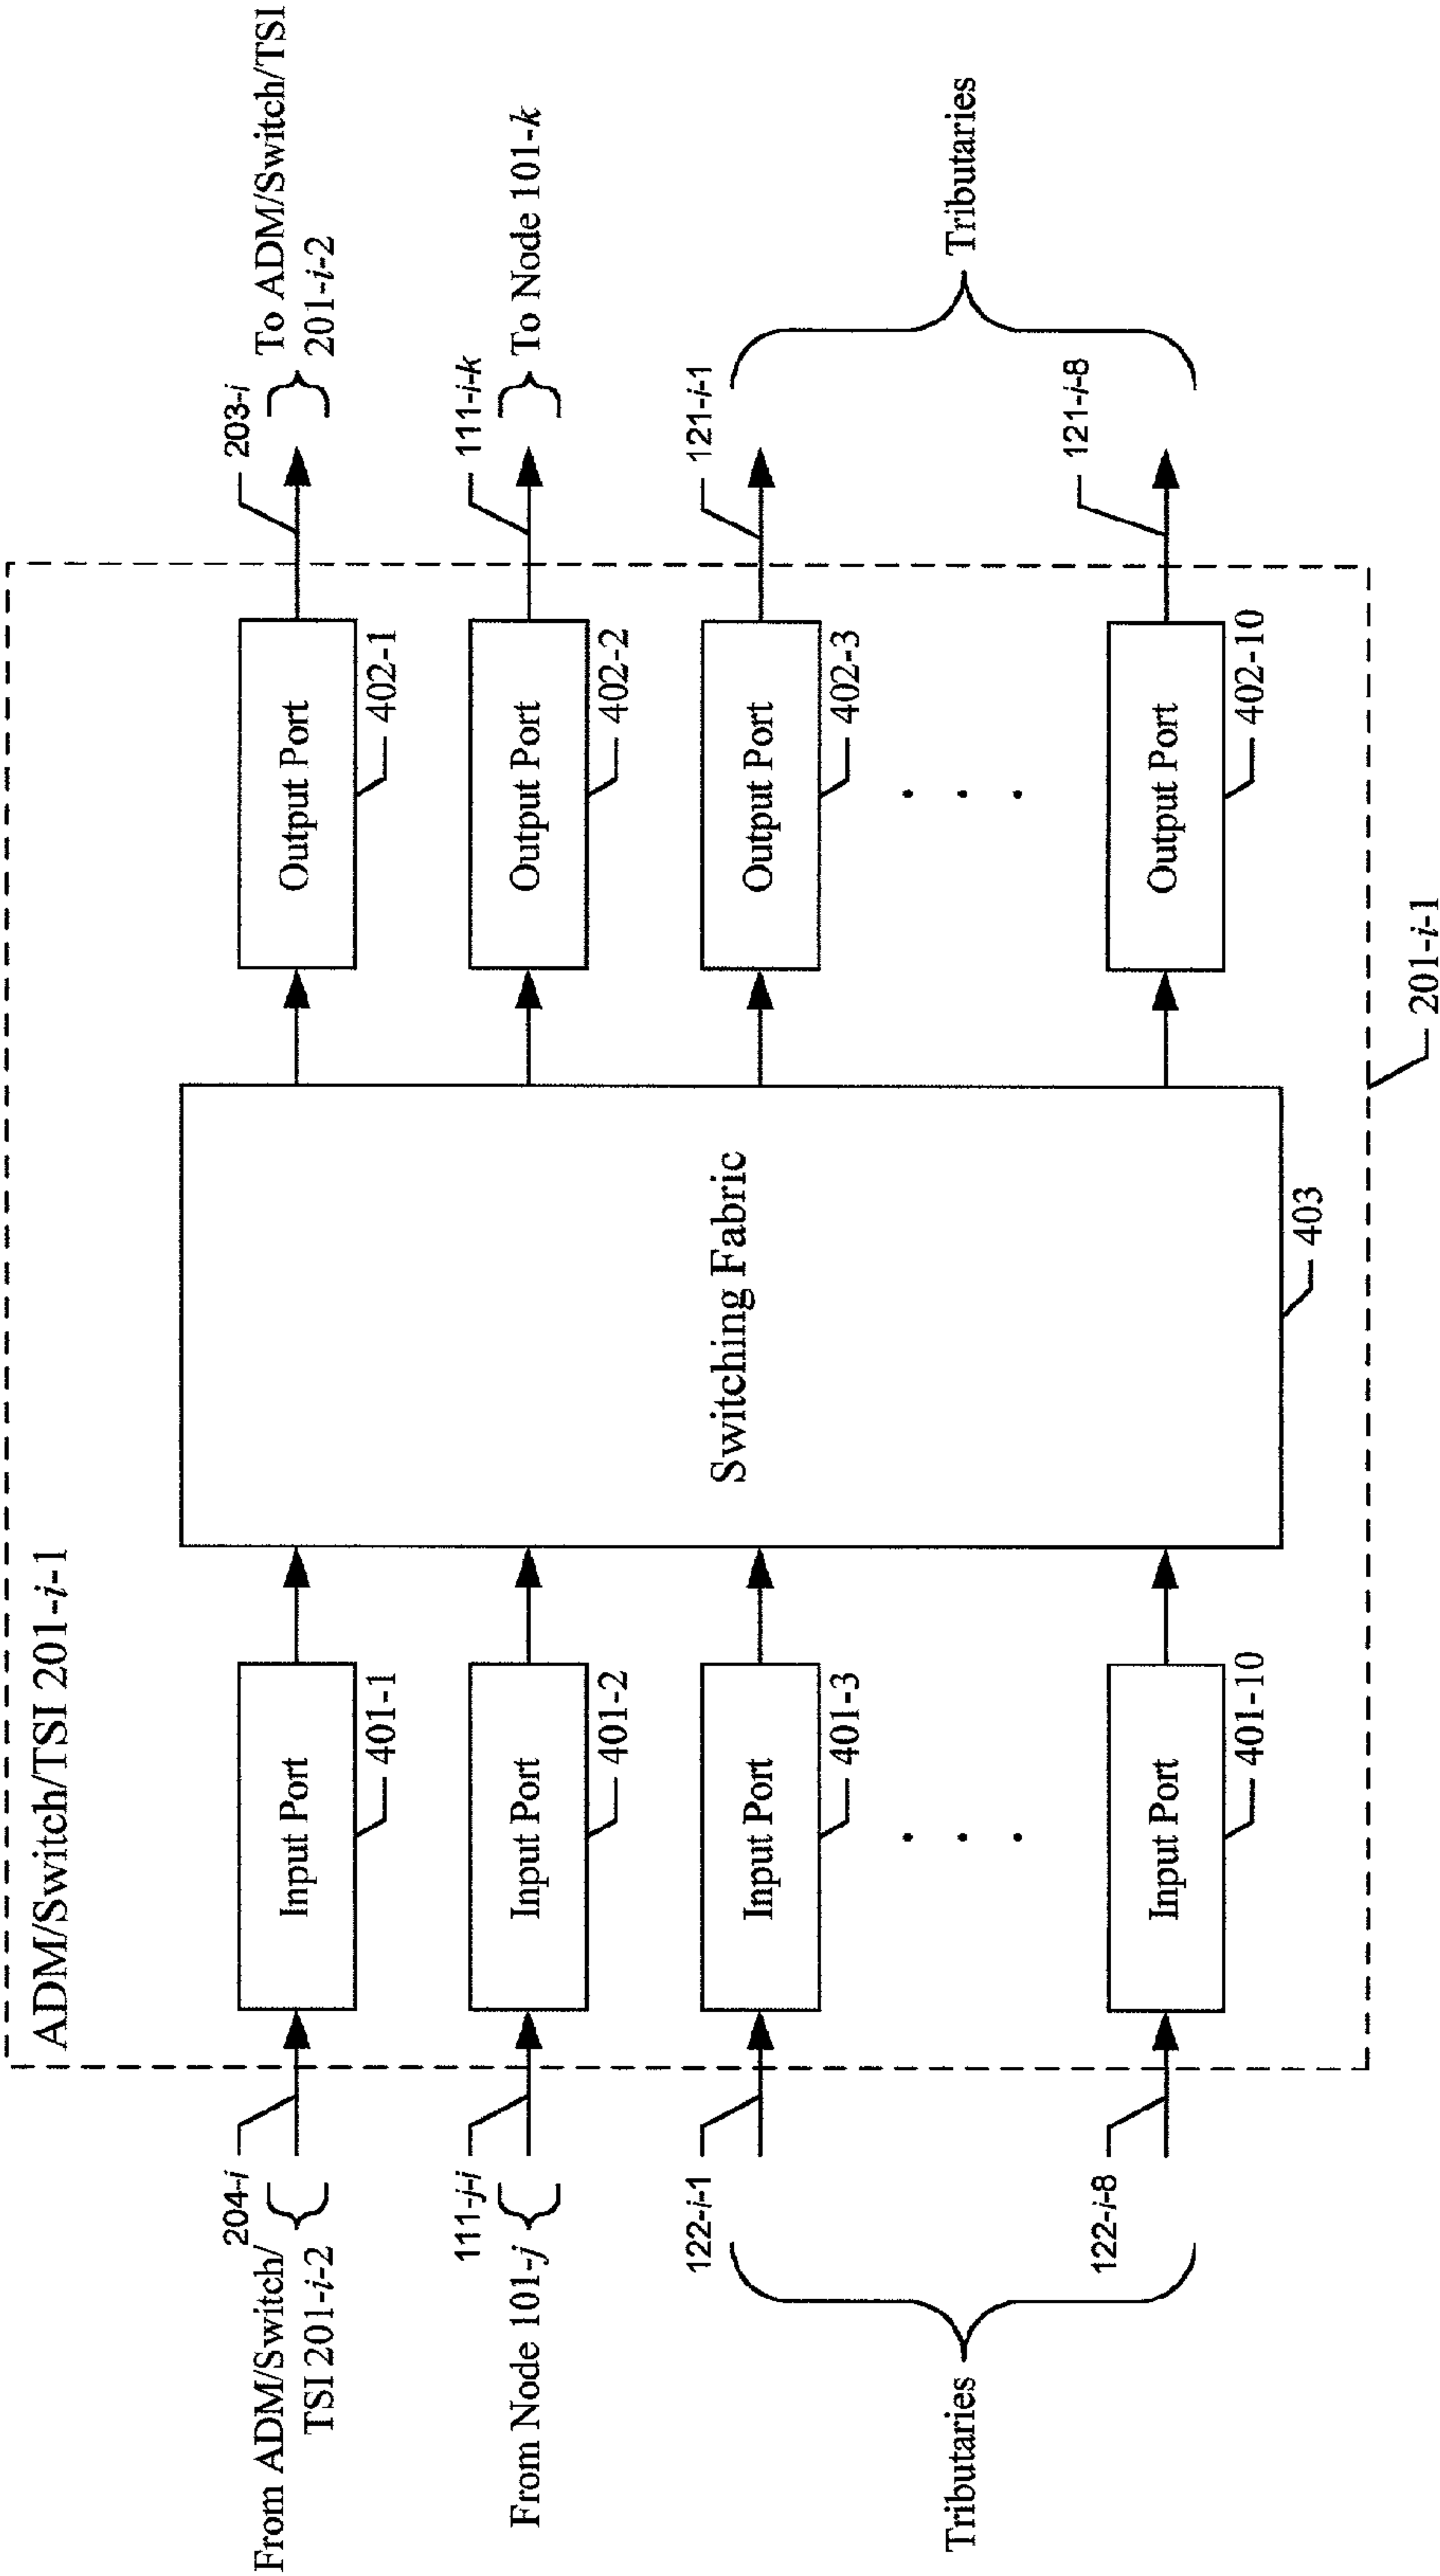 ADM/Switch/TSI 201-i-1
From ADM/Switch/
TSI 201-i-2
204-i
Input Port
401-1
Output Port
402-1
203-i
To ADM/Switch/TSI
201-i-2
From Node 101-j
111-j-i
Input Port
401-2
Output Port
402-2
111-i-k
To Node 101-k
Switching Fabric
403
Tributaries
122-i-1
Input Port
401-3
Output Port
402-3
121-i-1
Tributaries
122-i-8
Input Port
401-10
Output Port
402-10
121-i-8
201-i-1